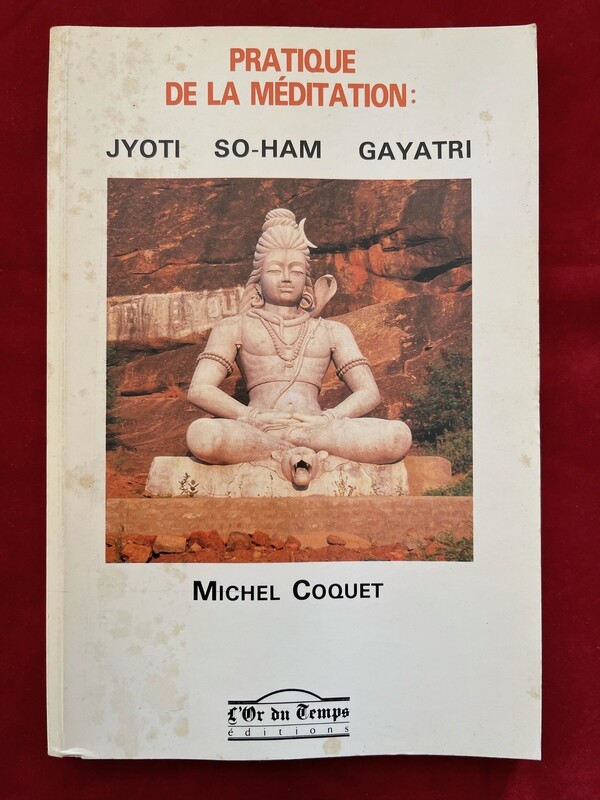 PRATIQUE
DE LA MÉDITATION:
JYOTI SO-HAM GAYATRI
MICHEL COQUET
L'Or du Temps
éditions